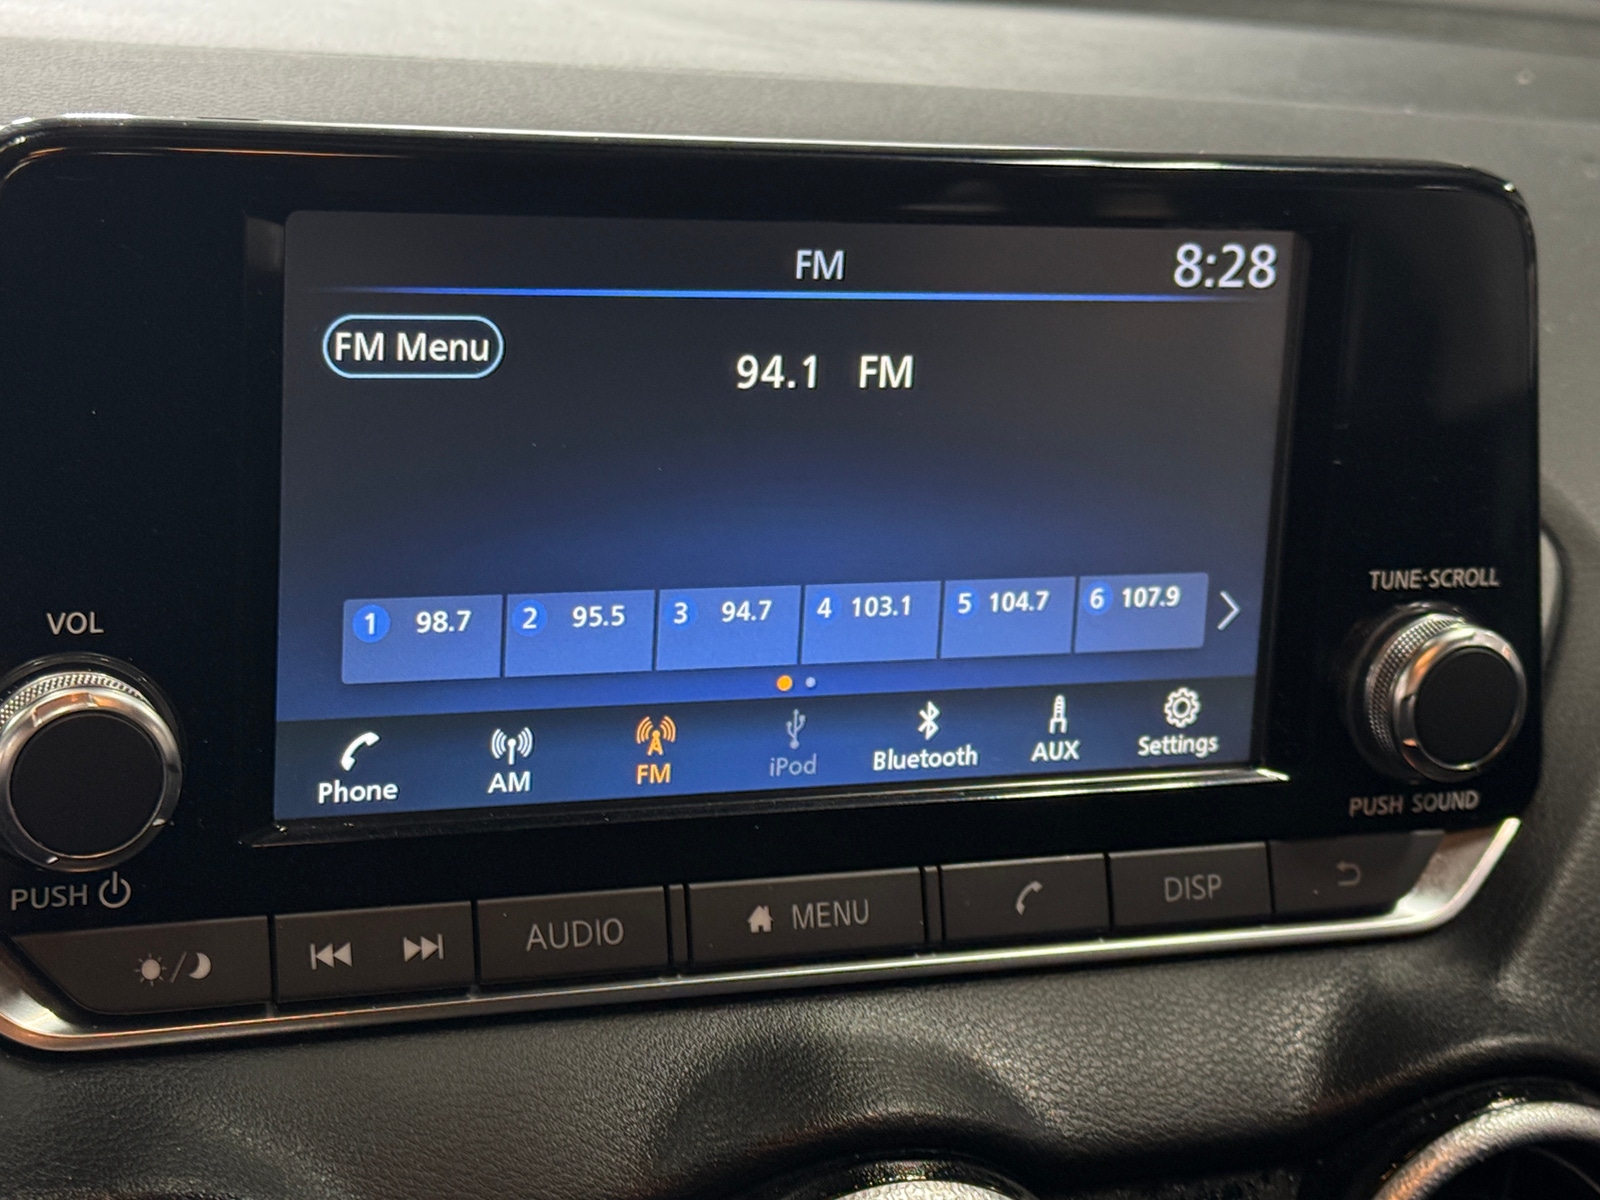 FM 8:28
FM Menu
94.1 FM
1 98.7 2 95.5 3 94.7 4 103.1 5 104.7 6 107.9
Phone AM FM iPod Bluetooth AUX Settings
VOL
PUSH
TUNE·SCROLL
PUSH SOUND
AUDIO MENU DISP